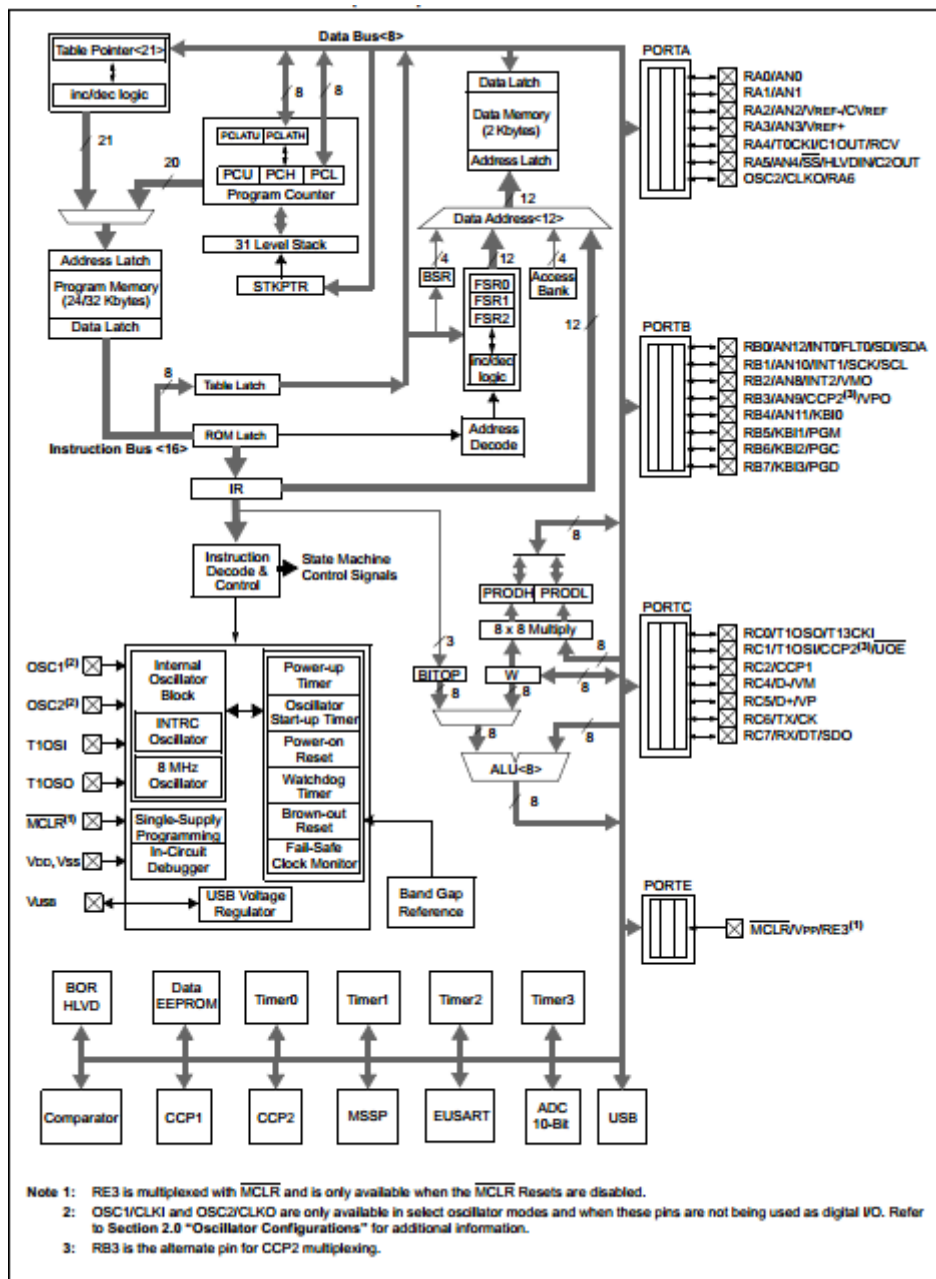 Data Bus<8>
Table Pointer<21>
inc/dec logic
21
20
8
8
PCLATU PCLATH
PCU PCH PCL
Program Counter
31 Level Stack
STKPTR
Data Latch
Data Memory
(2 Kbytes)
Address Latch
12
Data Address<12>
4
12
4
BSR
FSR0
FSR1
FSR2
inc/dec
logic
Access
Bank
12
Address Latch
Program Memory
(24/32 Kbytes)
Data Latch
8
Table Latch
Instruction Bus <16>
ROM Latch
Address
Decode
IR
Instruction
Decode &
Control
State Machine
Control Signals
8
PRODH PRODL
8 x 8 Multiply
3
8
BITOP
W
8
8
8
8
8
ALU<8>
8
OSC1(2)
OSC2(2)
T1OSI
T1OSO
MCLR(1)
VDD, VSS
VUSB
Internal
Oscillator
Block
INTRC
Oscillator
8 MHz
Oscillator
Single-Supply
Programming
In-Circuit
Debugger
USB Voltage
Regulator
Power-up
Timer
Oscillator
Start-up Timer
Power-on
Reset
Watchdog
Timer
Brown-out
Reset
Fail-Safe
Clock Monitor
Band Gap
Reference
PORTA
RA0/AN0
RA1/AN1
RA2/AN2/VREF-/CVREF
RA3/AN3/VREF+
RA4/T0CKI/C1OUT/RCV
RA5/AN4/SS/HLVDIN/C2OUT
OSC2/CLKO/RA6
PORTB
RB0/AN12/INT0/FLT0/SDI/SDA
RB1/AN10/INT1/SCK/SCL
RB2/AN8/INT2/VMO
RB3/AN9/CCP2(3)/VPO
RB4/AN11/KBI0
RB5/KBI1/PGM
RB6/KBI2/PGC
RB7/KBI3/PGD
PORTC
RC0/T1OSO/T13CKI
RC1/T1OSI/CCP2(3)/UOE
RC2/CCP1
RC4/D-/VM
RC5/D+/VP
RC6/TX/CK
RC7/RX/DT/SDO
PORTE
MCLR/VPP/RE3(1)
BOR
HLVD
Data
EEPROM
Timer0
Timer1
Timer2
Timer3
Comparator
CCP1
CCP2
MSSP
EUSART
ADC
10-Bit
USB
Note 1: RE3 is multiplexed with MCLR and is only available when the MCLR Resets are disabled.
2: OSC1/CLKI and OSC2/CLKO are only available in select oscillator modes and when these pins are not being used as digital I/O. Refer
to Section 2.0 “Oscillator Configurations” for additional information.
3: RB3 is the alternate pin for CCP2 multiplexing.